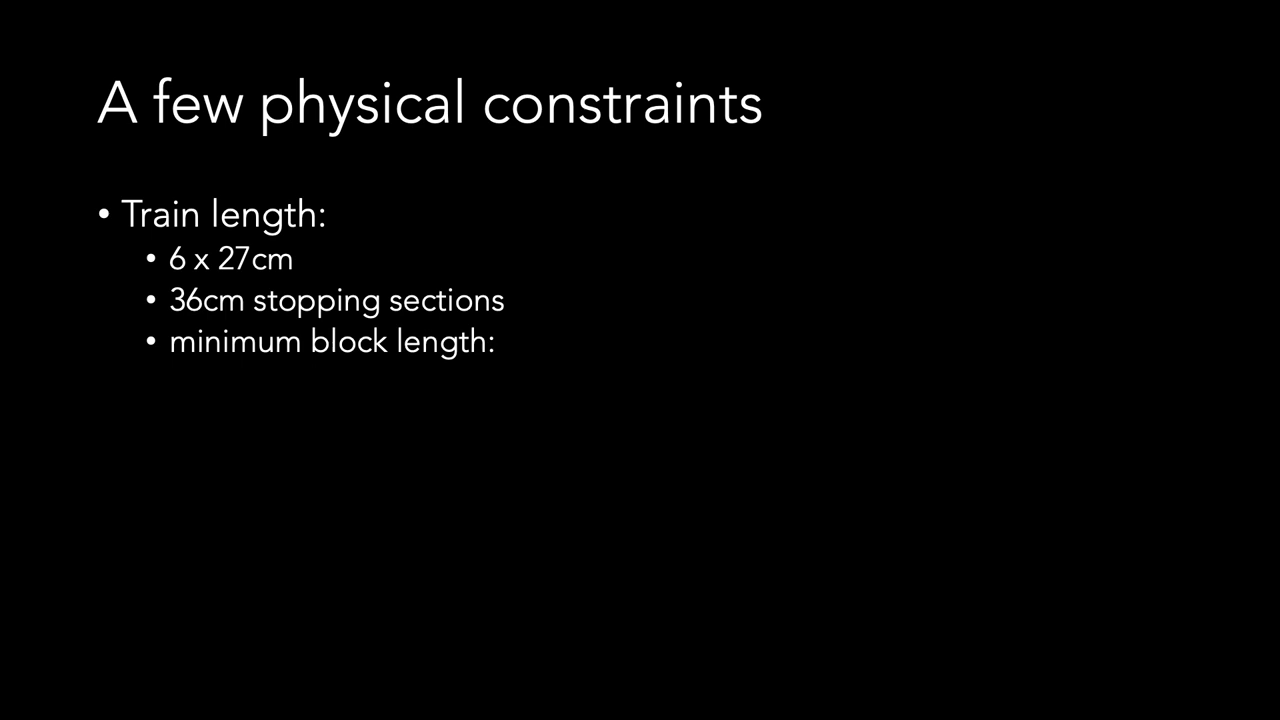 A few physical constraints
• Train length:
• 6 x 27cm
• 36cm stopping sections
• minimum block length: